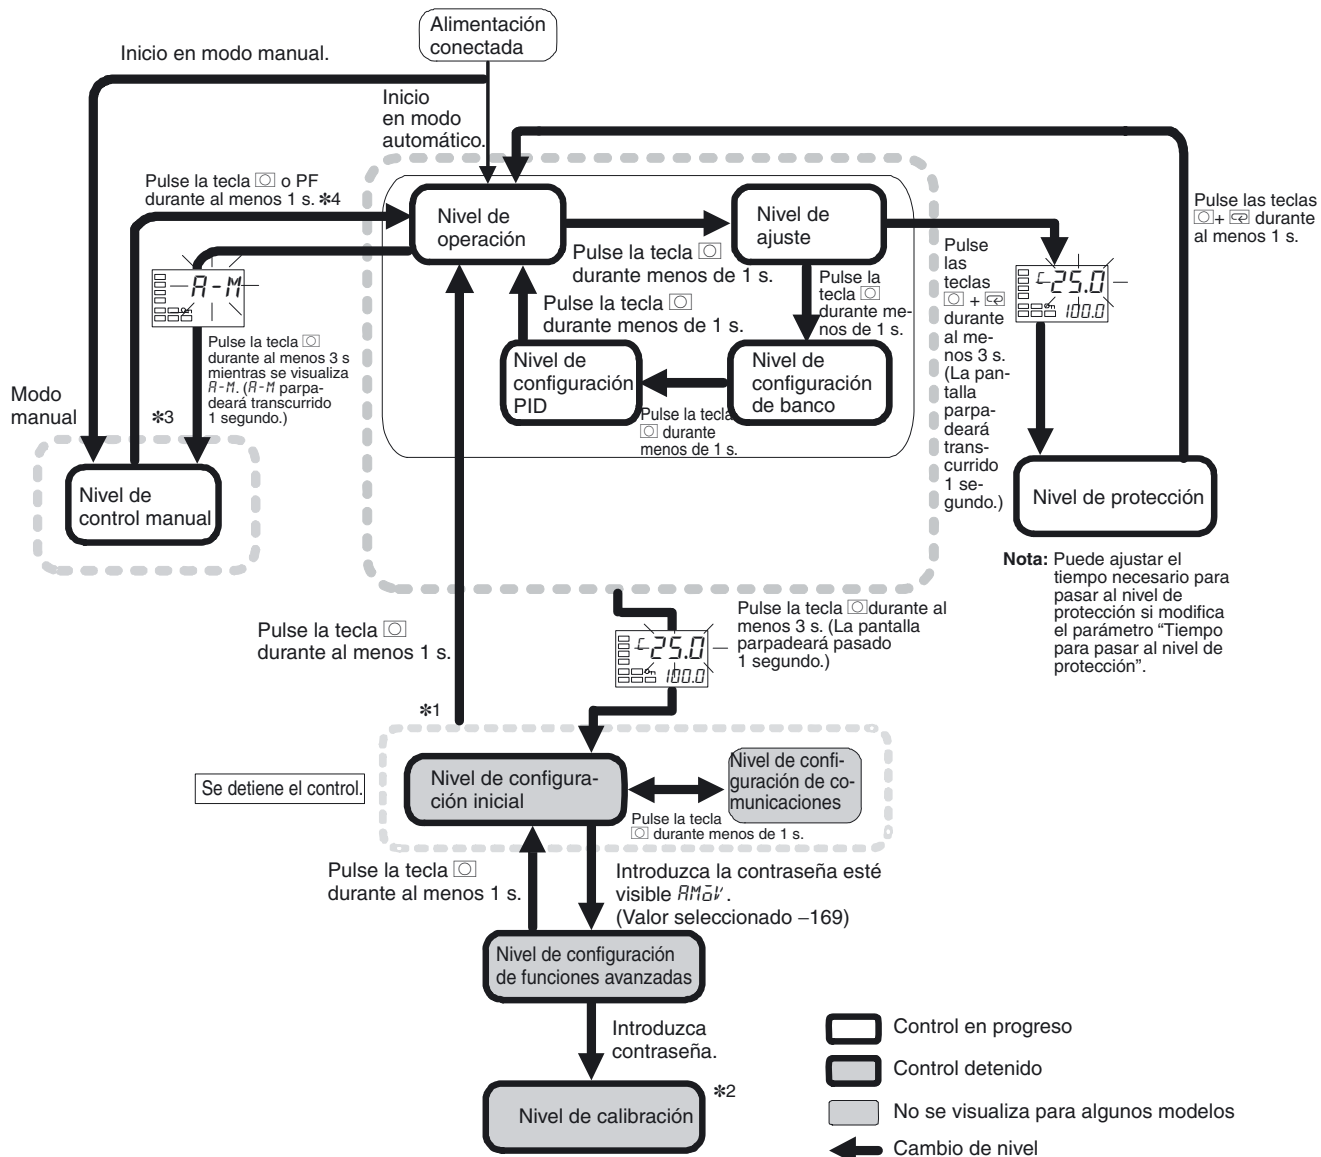 Alimentación
conectada
Inicio en modo manual.
Inicio
en modo
automático.
Pulse la tecla o PF
durante al menos 1 s. ✻4
Nivel de
operación
Pulse la tecla
durante menos de 1 s.
Nivel de
ajuste
Pulse las teclas
+ durante
al menos 1 s.
Pulse
las
teclas
+
durante
al me-
nos 3 s.
(La pan-
talla
parpa-
deará
trans-
currido
1 se-
gundo.)
C 25.0
100.0
A-M
Pulse la tecla
durante al menos 3 s
mientras se visualiza
A-M. (A-M parpa-
deará transcurrido
1 segundo.)
✻3
Modo
manual
Nivel de
control manual
Pulse la tecla
durante menos de 1 s.
Pulse la
tecla
durante me-
nos de 1 s.
Nivel de
configuración
PID
Pulse la tecla
durante
menos de 1 s.
Nivel de
configuración
de banco
Nivel de protección
Nota: Puede ajustar el
tiempo necesario para
pasar al nivel de
protección si modifica
el parámetro “Tiempo
para pasar al nivel de
protección”.
Pulse la tecla
durante al menos 1 s.
✻1
C 25.0
100.0
Pulse la tecla durante al
menos 3 s. (La pantalla
parpadeará pasado
1 segundo.)
Se detiene el control.
Nivel de configura-
ción inicial
Pulse la tecla
durante menos de 1 s.
Nivel de confi-
guración de co-
municaciones
Pulse la tecla
durante al menos 1 s.
Introduzca la contraseña esté
visible AMoV.
(Valor seleccionado –169)
Nivel de configuración
de funciones avanzadas
Introduzca
contraseña.
Nivel de calibración
✻2
Control en progreso
Control detenido
No se visualiza para algunos modelos
Cambio de nivel